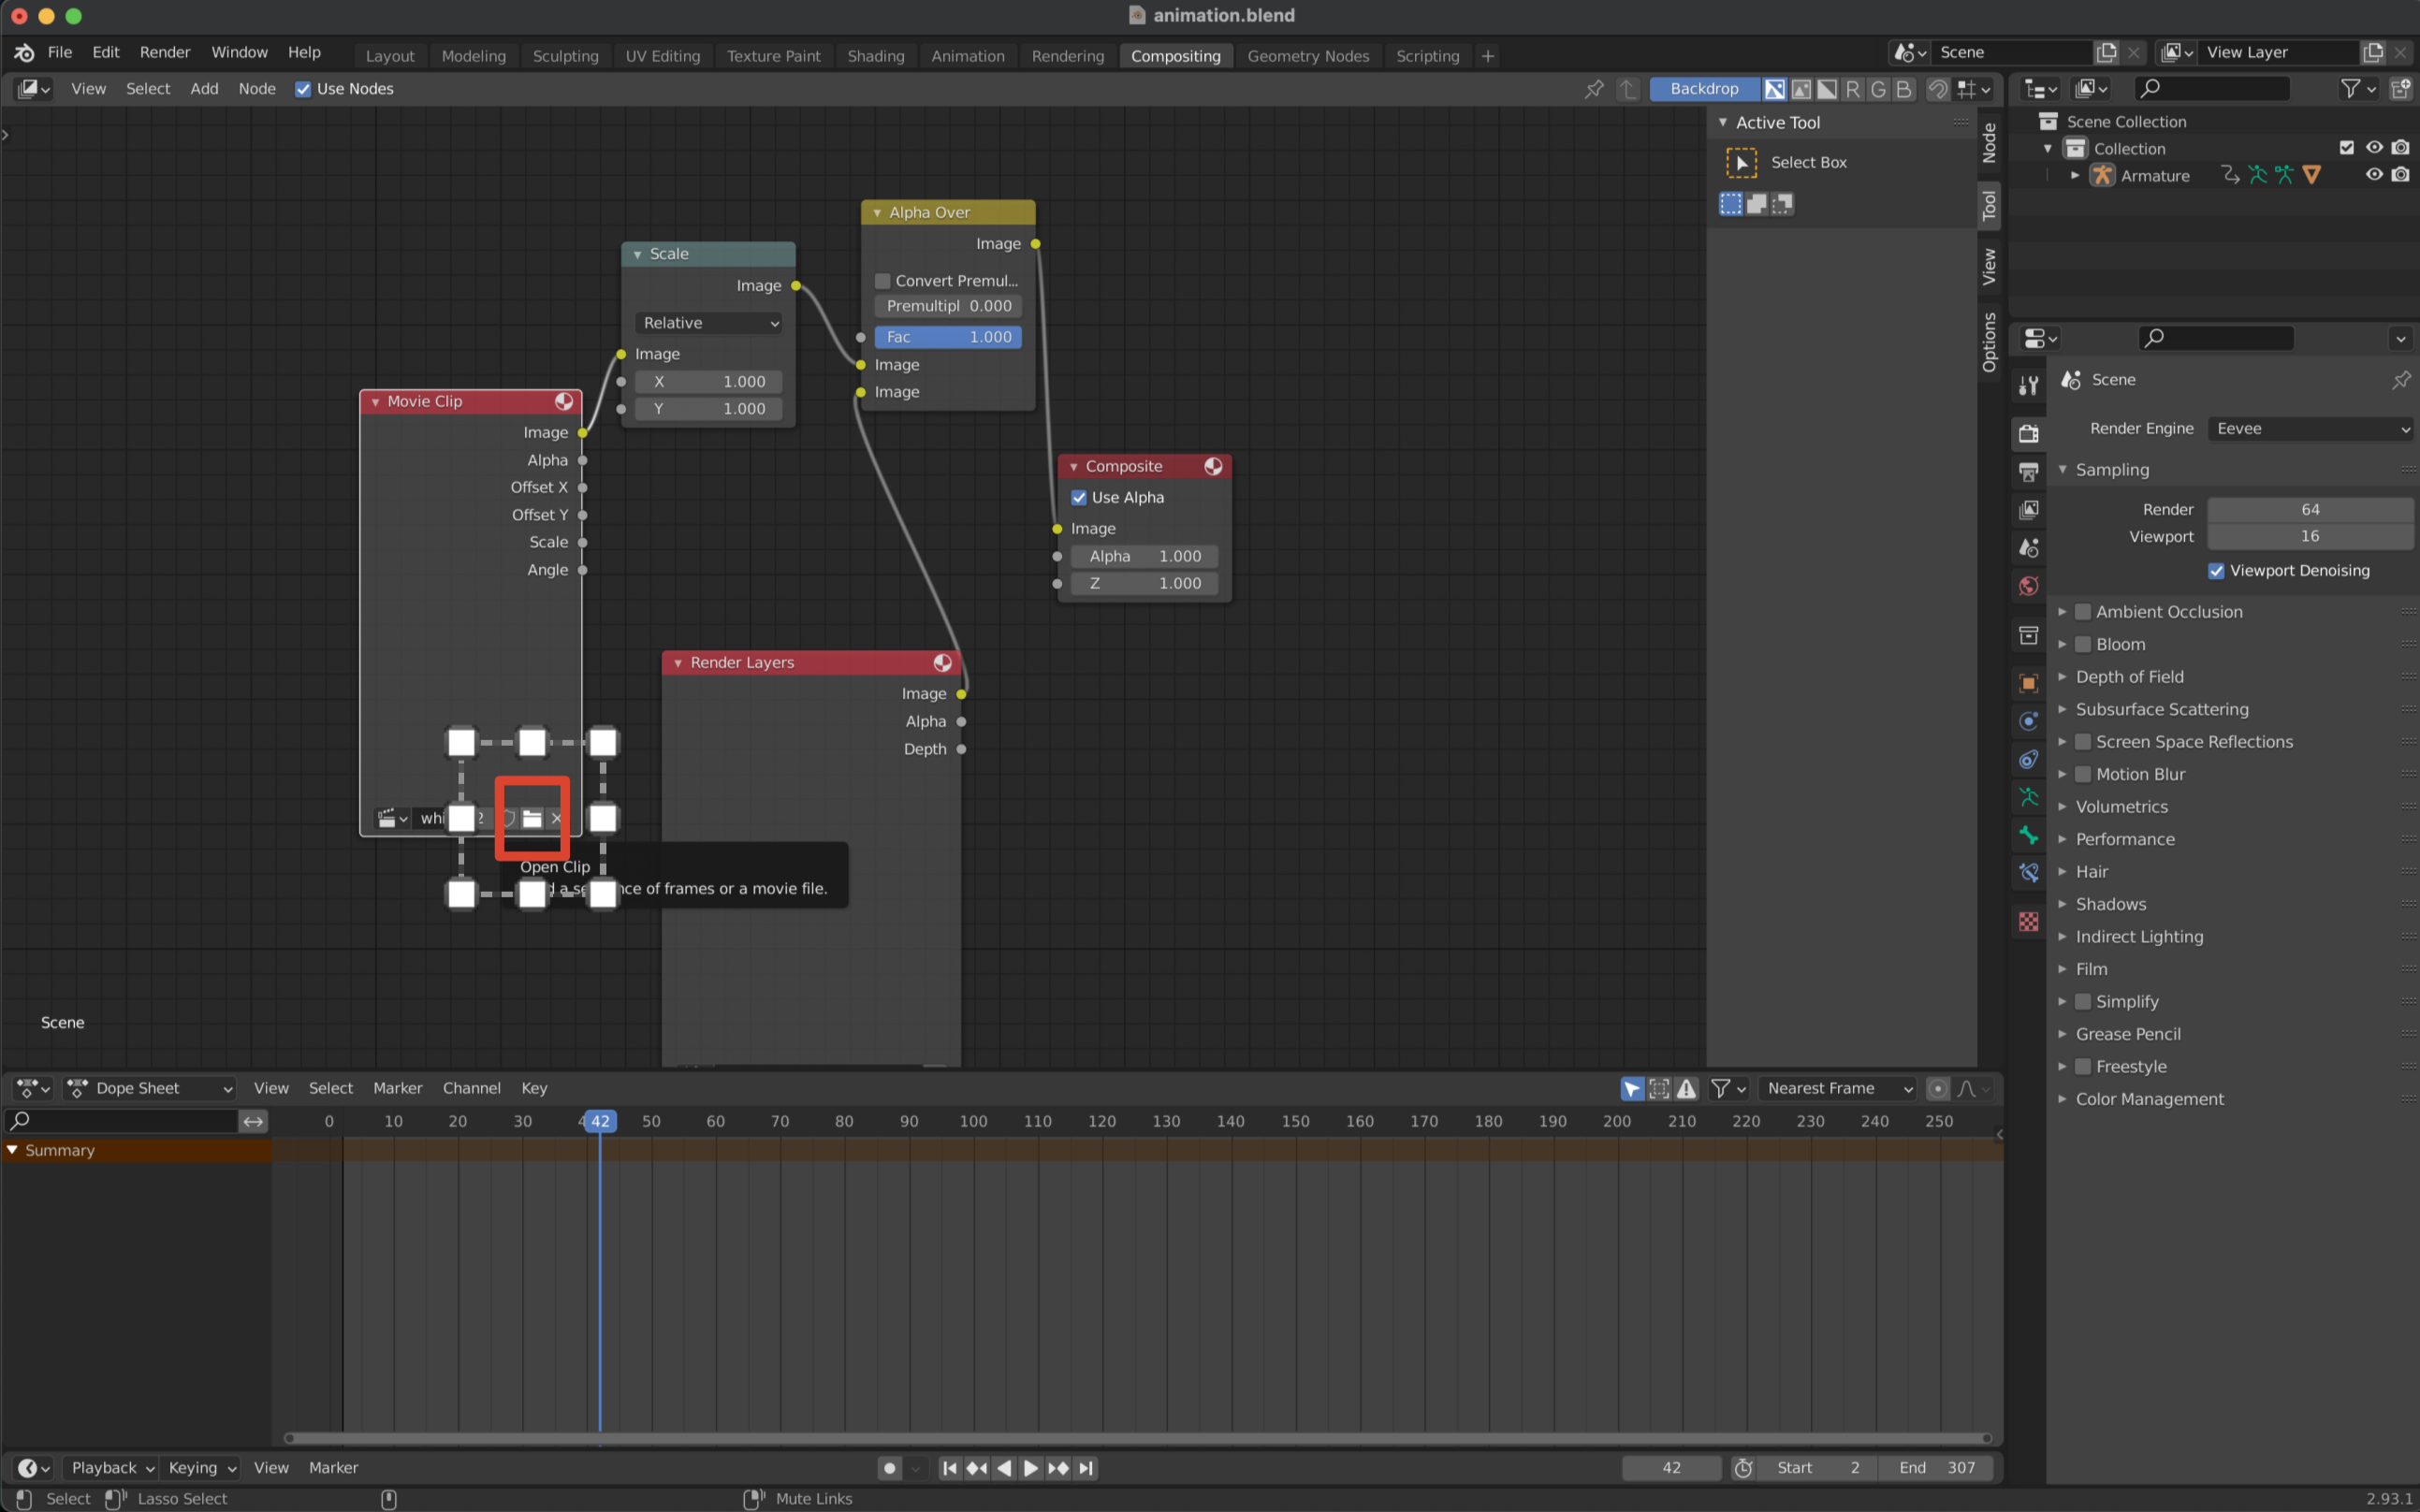 animation.blend
File Edit Render Window Help Layout Modeling Sculpting UV Editing Texture Paint Shading Animation Rendering Compositing Geometry Nodes Scripting + Scene View Layer
View Select Add Node Use Nodes Backdrop R G B
Active Tool
Select Box
Node
Tool
View
Options
Scene Collection
Collection
Armature
Alpha Over
Image
Convert Premul...
Premultipl 0.000
Fac 1.000
Image
Image
Scale
Image
Relative
Image
X 1.000
Y 1.000
Movie Clip
Image
Alpha
Offset X
Offset Y
Scale
Angle
whi 2
Open Clip
nce of frames or a movie file.
Composite
Use Alpha
Image
Alpha 1.000
Z 1.000
Render Layers
Image
Alpha
Depth
Scene
Scene
Render Engine Eevee
Sampling
Render 64
Viewport 16
Viewport Denoising
Ambient Occlusion
Bloom
Depth of Field
Subsurface Scattering
Screen Space Reflections
Motion Blur
Volumetrics
Performance
Hair
Shadows
Indirect Lighting
Film
Simplify
Grease Pencil
Freestyle
Color Management
Dope Sheet View Select Marker Channel Key Nearest Frame
0 10 20 30 42 50 60 70 80 90 100 110 120 130 140 150 160 170 180 190 200 210 220 230 240 250
Summary
Playback Keying View Marker 42 Start 2 End 307
Select Lasso Select Mute Links 2.93.1